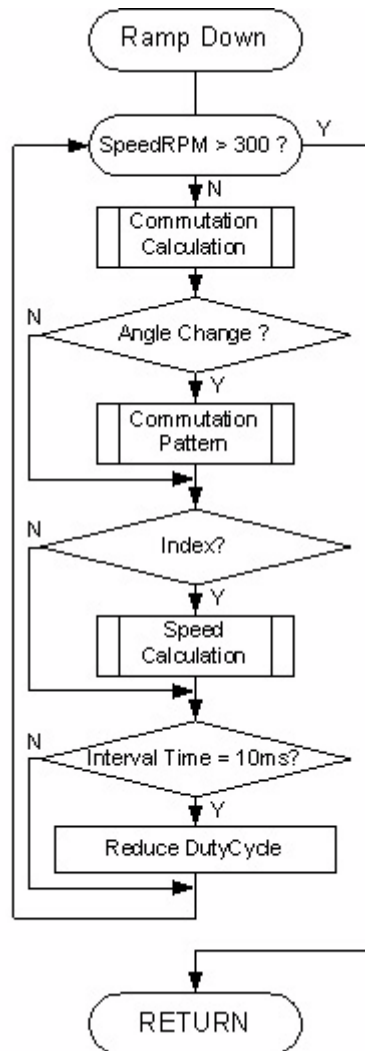 Ramp Down
SpeedRPM > 300 ?
Y
N
Commutation
Calculation
N
Angle Change ?
Y
Commutation
Pattern
N
Index?
Y
Speed
Calculation
N
Interval Time = 10ms?
Y
Reduce DutyCycle
RETURN